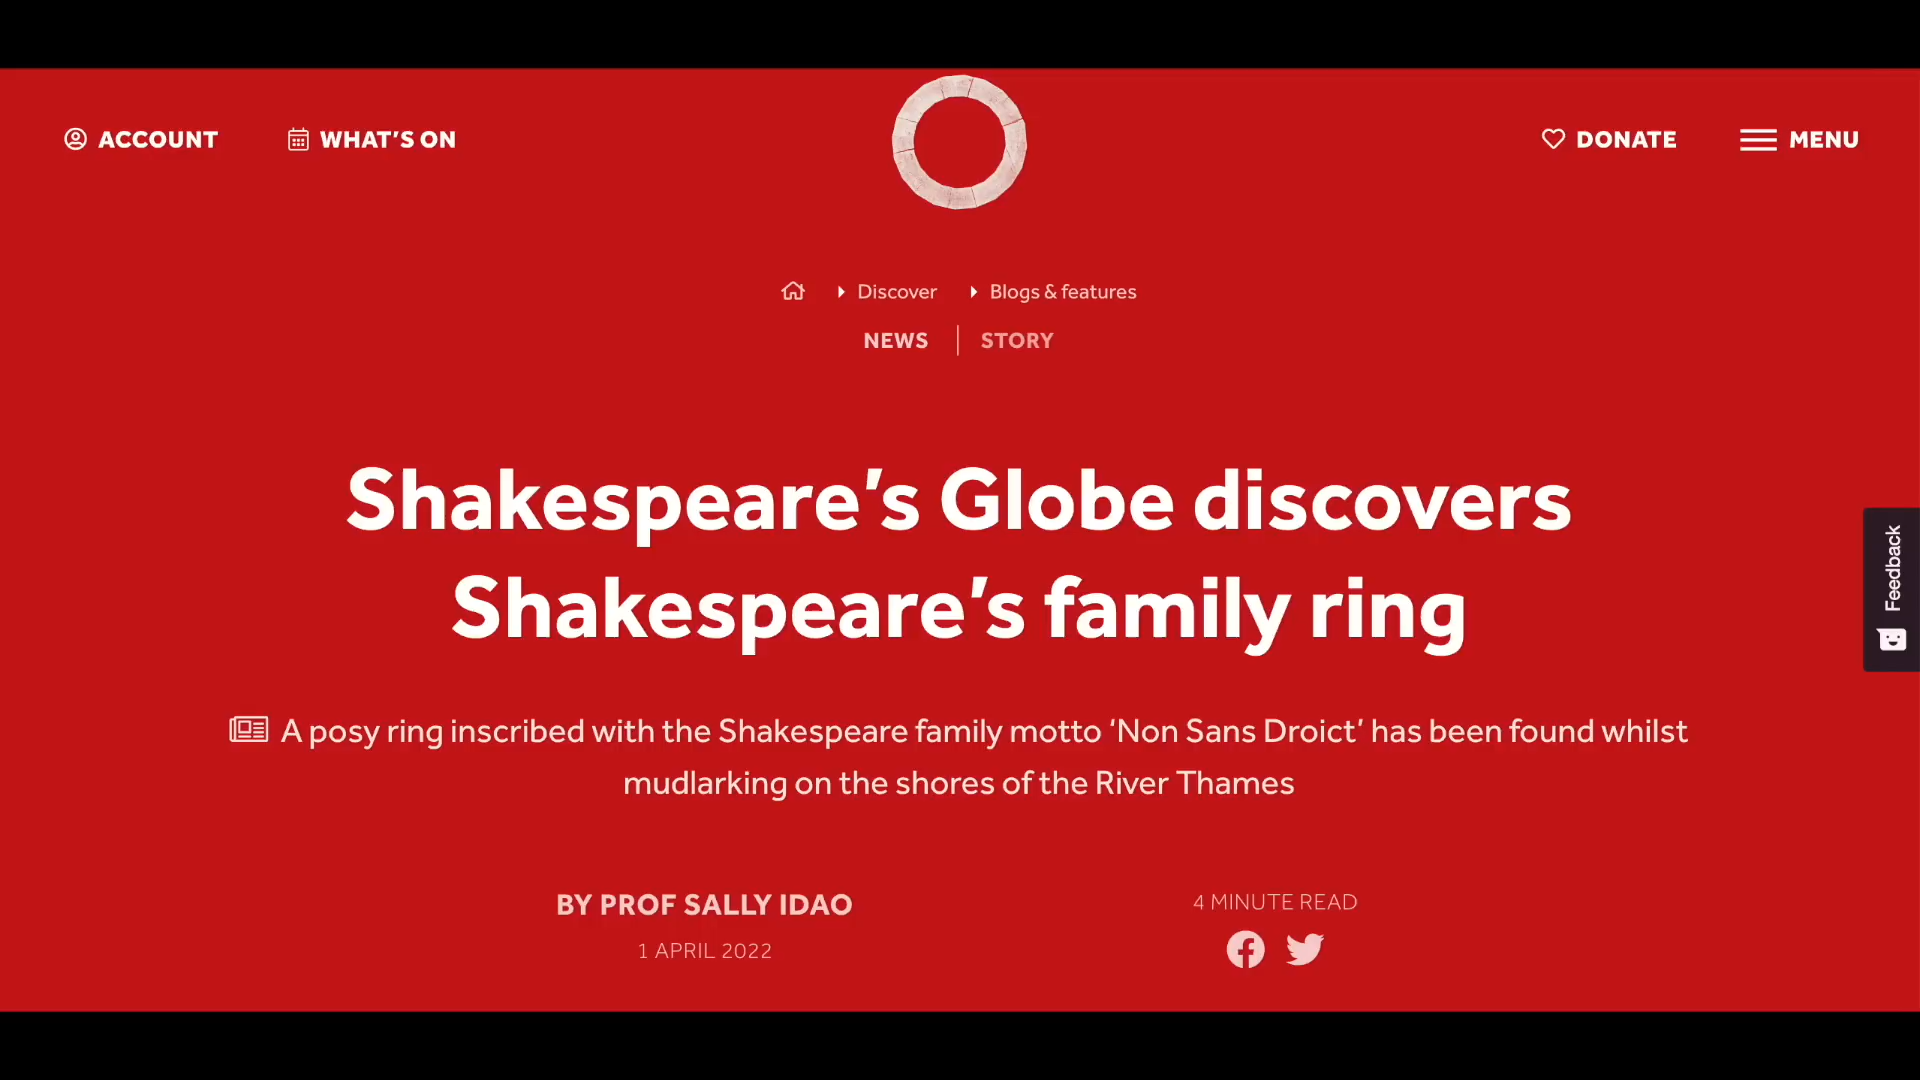 ACCOUNT
WHAT’S ON
DONATE
MENU
Discover
Blogs & features
NEWS
STORY
Shakespeare’s Globe discovers
Shakespeare’s family ring
A posy ring inscribed with the Shakespeare family motto ‘Non Sans Droict’ has been found whilst
mudlarking on the shores of the River Thames
Feedback
BY PROF SALLY IDAO
1 APRIL 2022
4 MINUTE READ